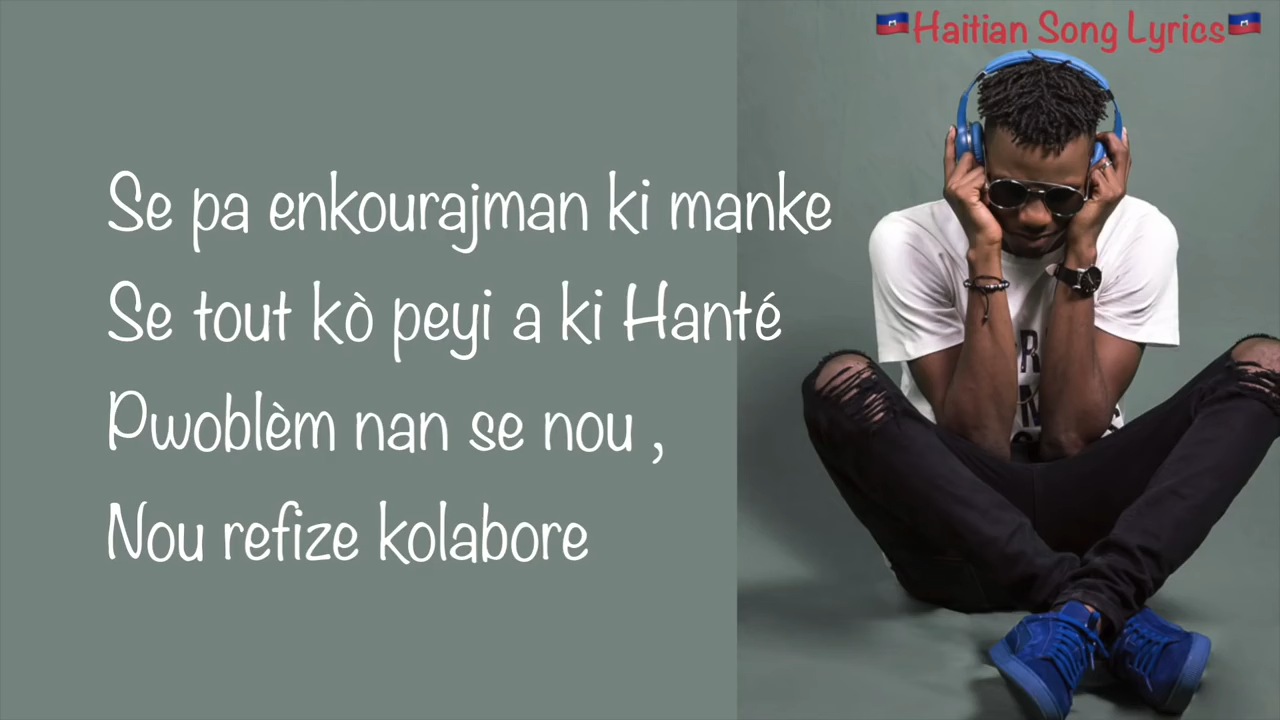 🇭🇹Haitian Song Lyrics🇭🇹
Se pa enkourajman ki manke
Se tout kò peyi a ki Hanté
Pwoblèm nan se nou ,
Nou refize kolabore